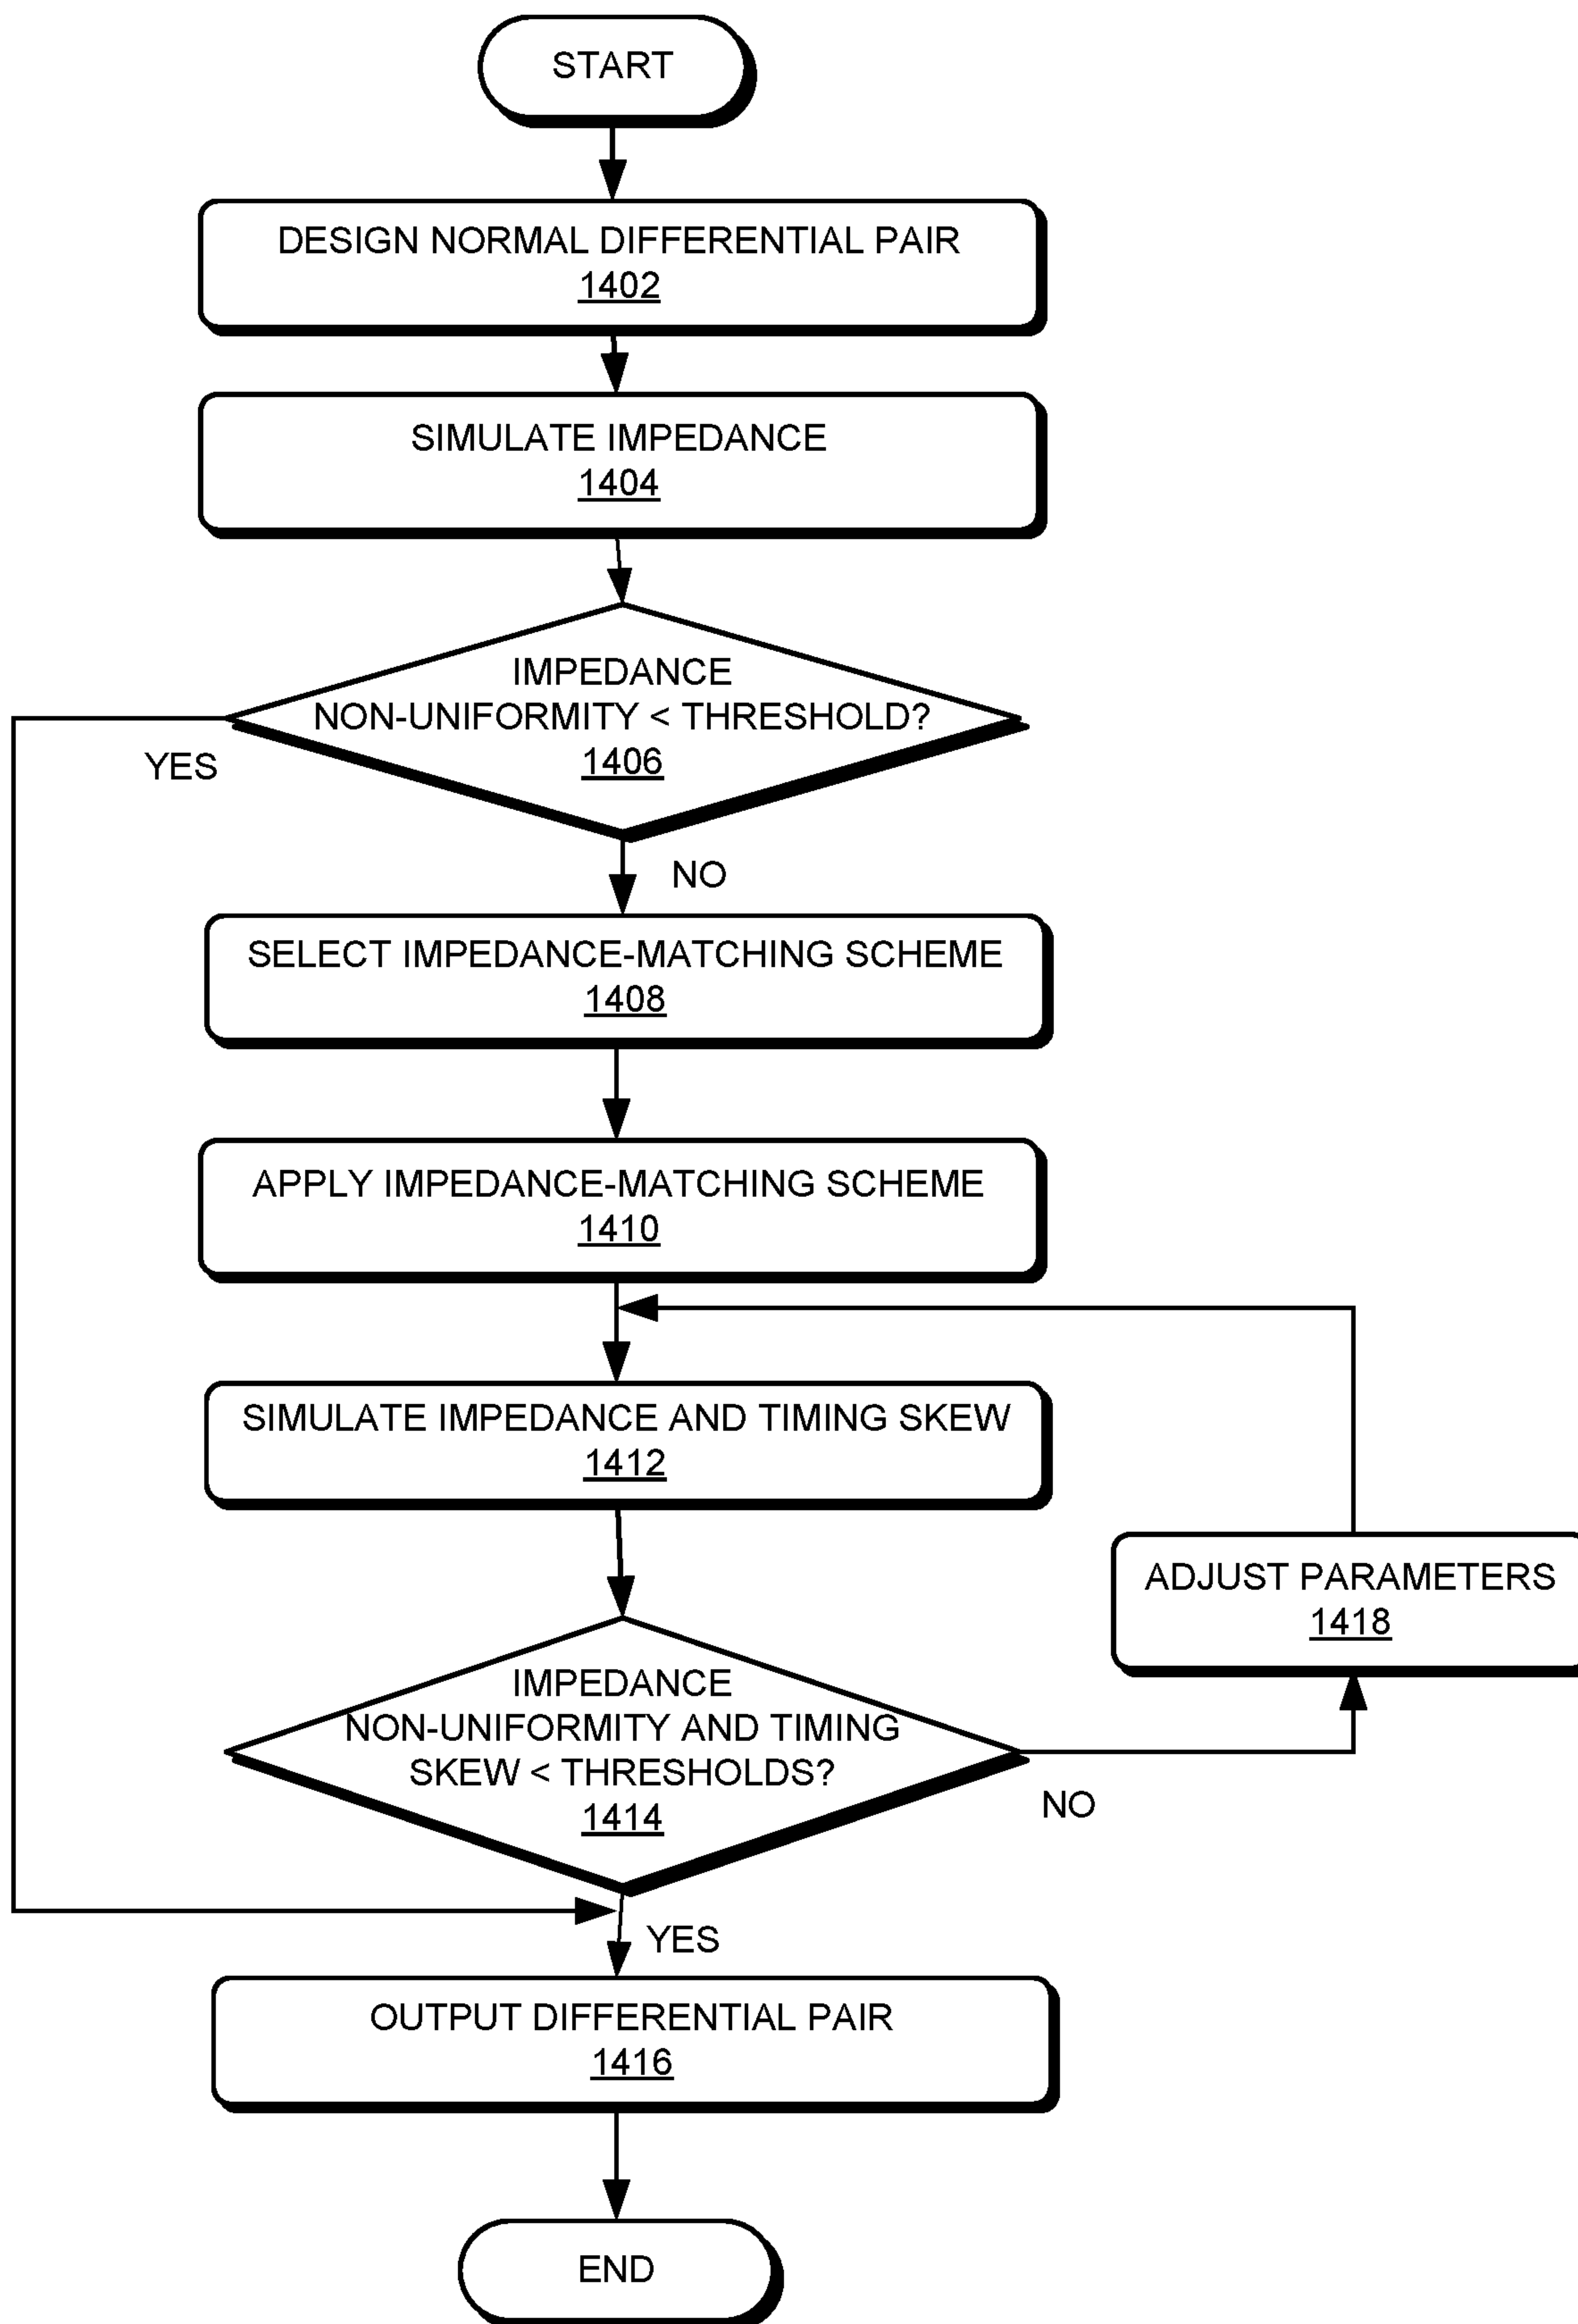 START
DESIGN NORMAL DIFFERENTIAL PAIR
1402
SIMULATE IMPEDANCE
1404
IMPEDANCE
NON-UNIFORMITY < THRESHOLD?
1406
YES
NO
SELECT IMPEDANCE-MATCHING SCHEME
1408
APPLY IMPEDANCE-MATCHING SCHEME
1410
SIMULATE IMPEDANCE AND TIMING SKEW
1412
ADJUST PARAMETERS
1418
IMPEDANCE
NON-UNIFORMITY AND TIMING
SKEW < THRESHOLDS?
1414
NO
YES
OUTPUT DIFFERENTIAL PAIR
1416
END